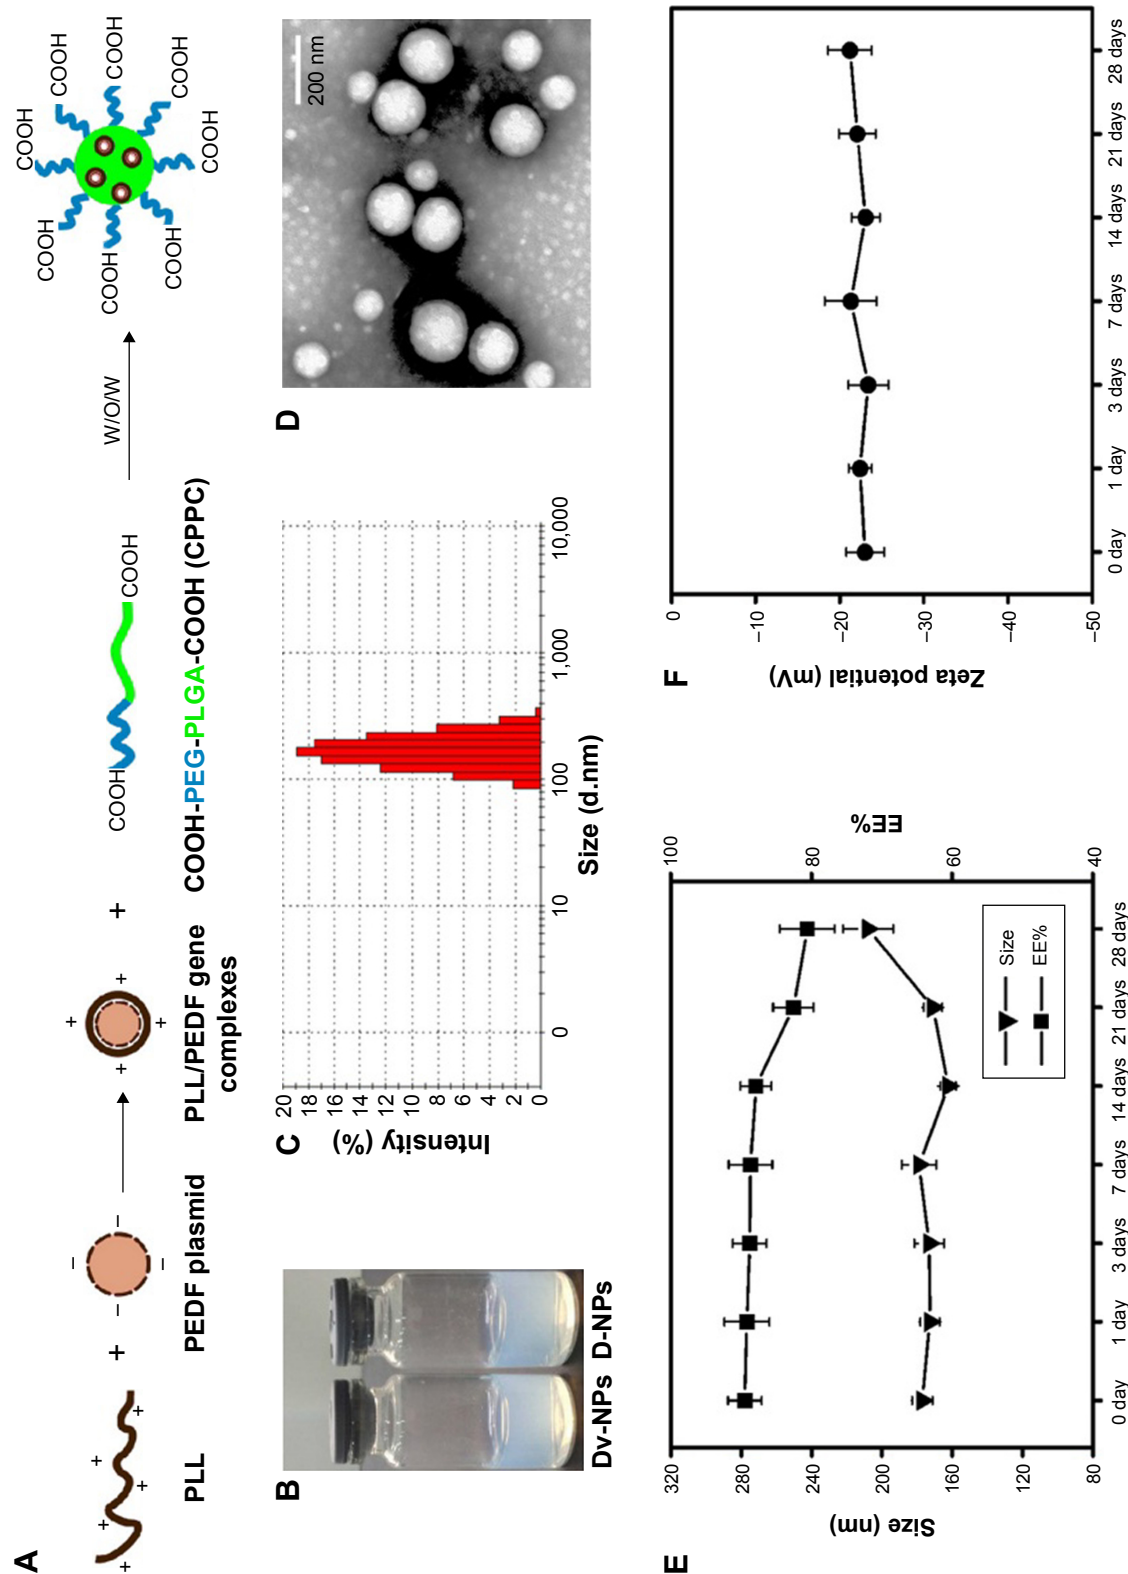 A
PLL
+
+
+
+
+
+
PEDF plasmid
–
–
–
–
PLL/PEDF gene
complexes
+
+
+
+
+
COOH
COOH
COOH-PEG-PLGA-COOH (CPPC)
W/O/W
COOH
COOH
COOH
COOH
COOH
COOH
COOH
COOH
B
Dv-NPs D-NPs
C
Intensity (%)
20
18
16
14
12
10
8
6
4
2
0
0
10
100
1,000
10,000
Size (d.nm)
D
200 nm
E
Size (nm)
320
280
240
200
160
120
80
EE%
100
80
60
40
Size
EE%
0 day
1 day
3 days
7 days
14 days
21 days
28 days
F
Zeta potential (mV)
0
–10
–20
–30
–40
–50
0 day
1 day
3 days
7 days
14 days
21 days
28 days